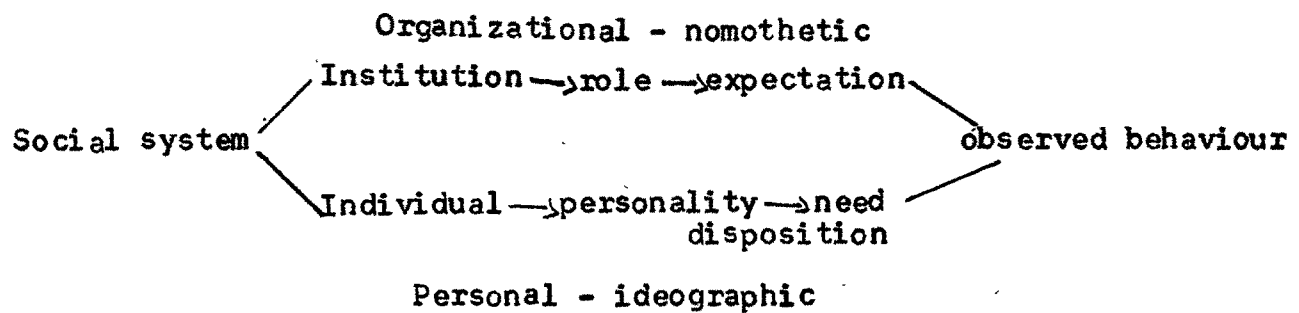 Organizational - nomothetic
Institution → role → expectation
Social system observed behaviour
Individual → personality → need
disposition
Personal - ideographic